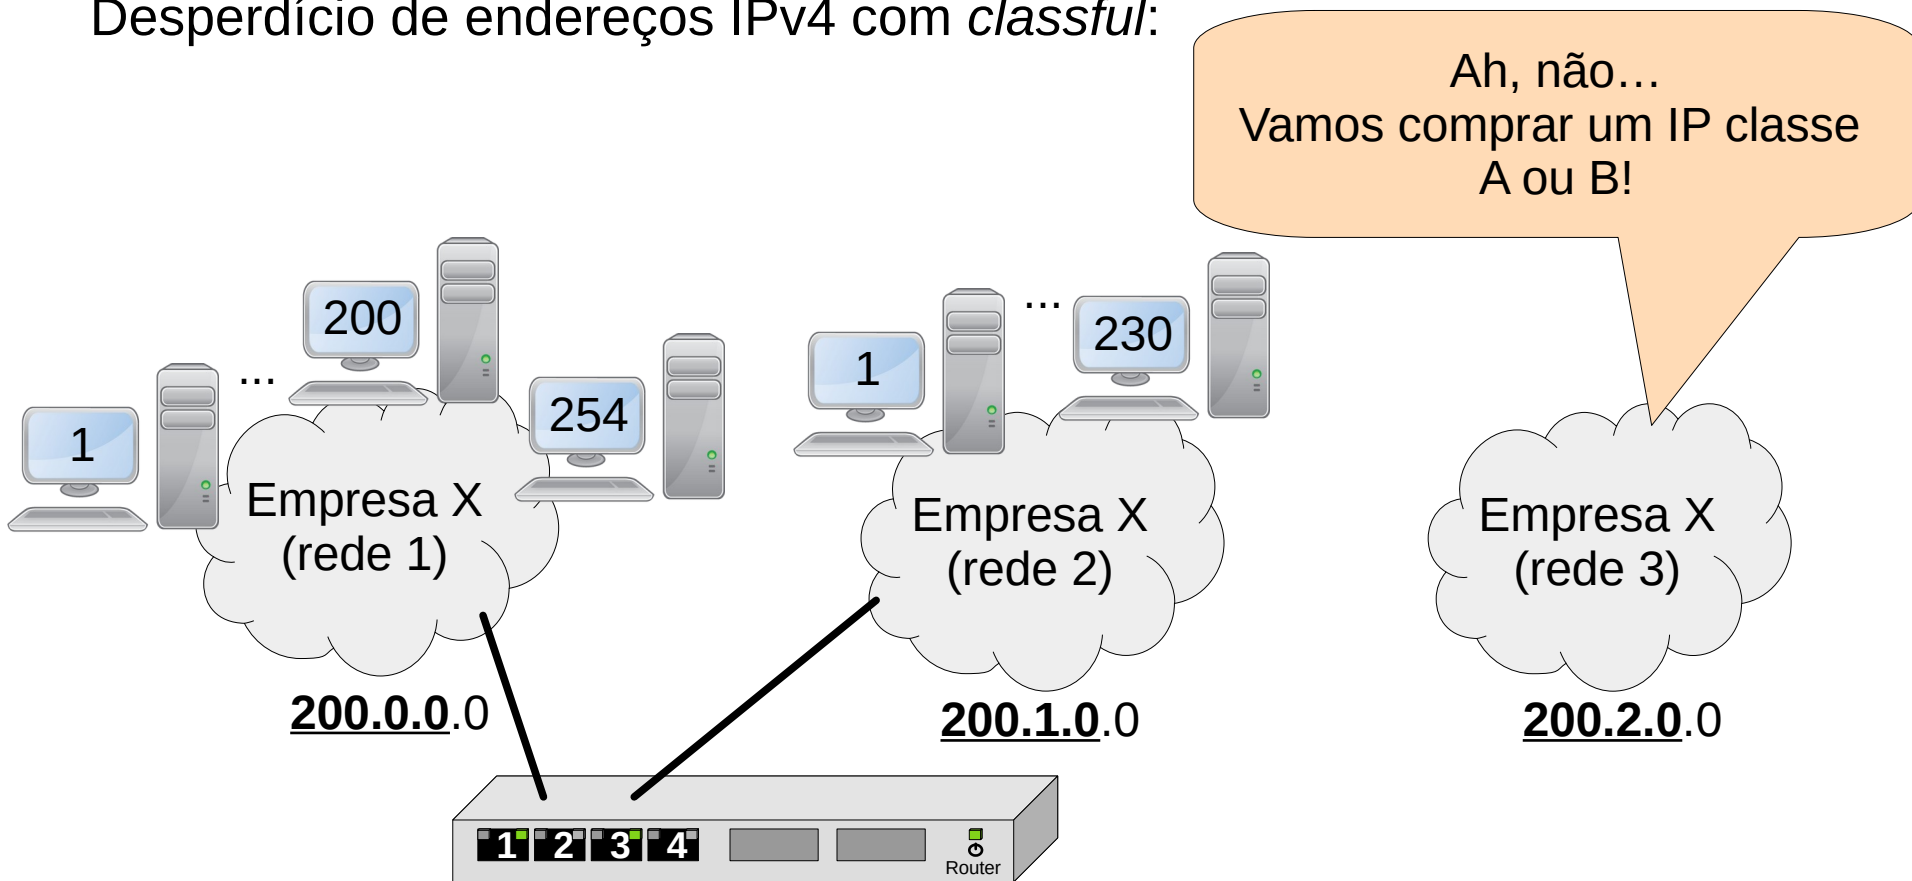 Desperdício de endereços IPv4 com classful:
Ah, não…
Vamos comprar um IP classe
A ou B!
1
...
200
254
1
...
230
Empresa X
(rede 1)
Empresa X
(rede 2)
Empresa X
(rede 3)
200.0.0.0
200.1.0.0
200.2.0.0
1 2 3 4
Router